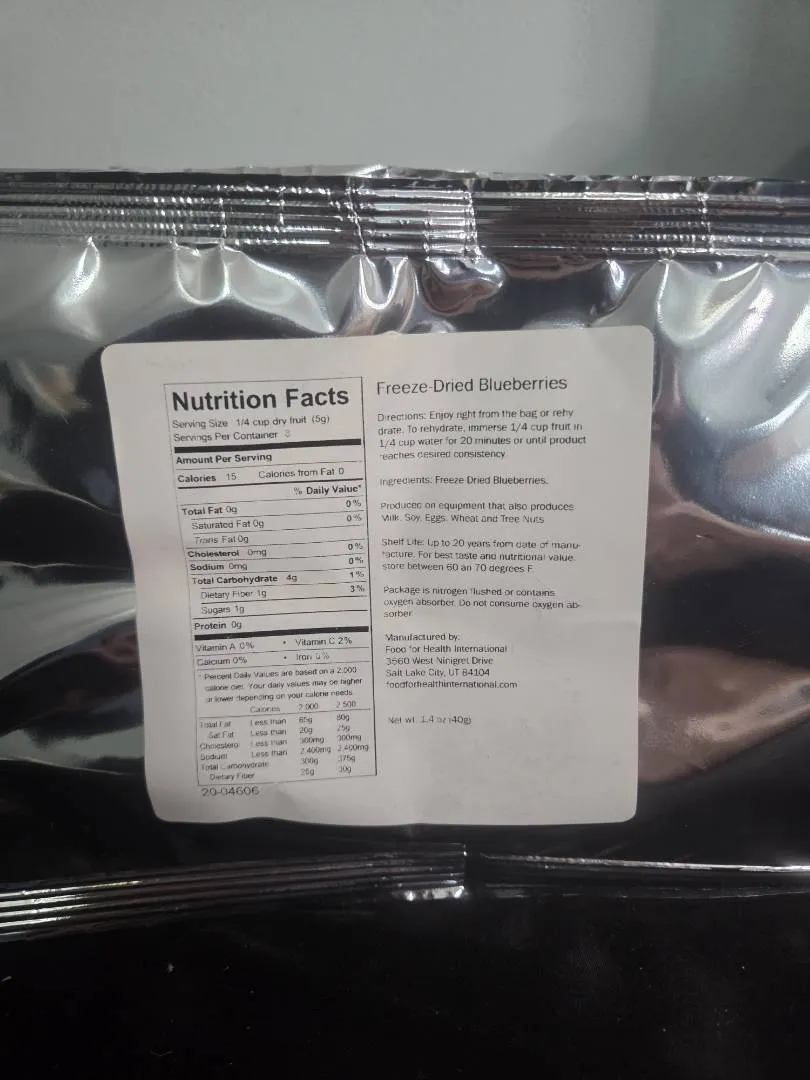 Nutrition Facts
Serving Size 1/4 cup dry fruit (5g)
Servings Per Container 8
Amount Per Serving
Calories 15 Calories from Fat 0
% Daily Value*
Total Fat 0g 0%
Saturated Fat 0g 0%
Trans Fat 0g
Cholesterol 0mg 0%
Sodium 0mg 0%
Total Carbohydrate 4g 1%
Dietary Fiber 1g 3%
Sugars 1g
Protein 0g
Vitamin A 0% • Vitamin C 2%
Calcium 0% • Iron 0%
* Percent Daily Values are based on a 2,000
calorie diet. Your daily values may be higher
or lower depending on your calorie needs.
Calories 2,000 2,500
Total Fat Less than 65g 80g
Sat Fat Less than 20g 25g
Cholesterol Less than 300mg 300mg
Sodium Less than 2,400mg 2,400mg
Total Carbohydrate 300g 375g
Dietary Fiber 25g 30g
20-04606
Freeze-Dried Blueberries
Directions: Enjoy right from the bag or rehy
drate. To rehydrate, immerse 1/4 cup fruit in
1/4 cup water for 20 minutes or until product
reaches desired consistency.
Ingredients: Freeze Dried Blueberries.
Produced on equipment that also produces
Milk, Soy, Eggs, Wheat and Tree Nuts
Shelf Life: Up to 20 years from date of manu-
facture. For best taste and nutritional value,
store between 60 an 70 degrees F.
Package is nitrogen flushed or contains
oxygen absorber. Do not consume oxygen ab-
sorber.
Manufactured by:
Food for Health International
3560 West Ninigret Drive
Salt Lake City, UT 84104
foodforhealthinternational.com
Net wt. 1.4 oz (40g)